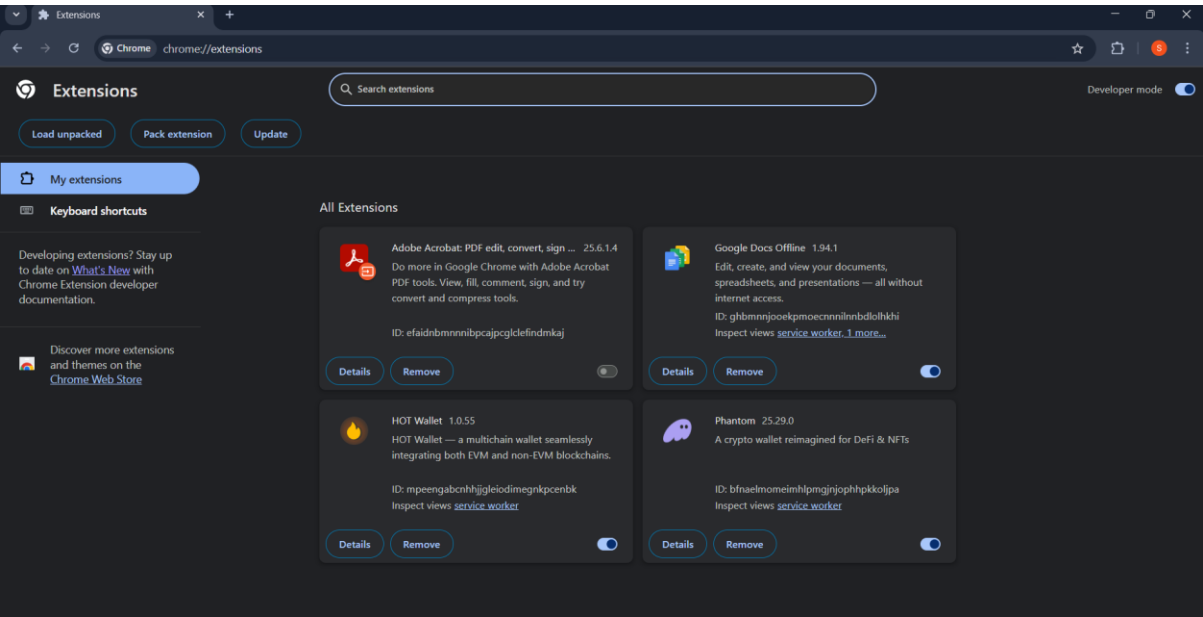 Extensions
Chrome
chrome://extensions
S
Extensions
Search extensions
Developer mode
Load unpacked
Pack extension
Update
My extensions
Keyboard shortcuts
Developing extensions? Stay up
to date on What's New with
Chrome Extension developer
documentation.
Discover more extensions
and themes on the
Chrome Web Store
All Extensions
Adobe Acrobat: PDF edit, convert, sign ... 25.6.1.4
Do more in Google Chrome with Adobe Acrobat
PDF tools. View, fill, comment, sign, and try
convert and compress tools.
ID: efaidnbmnnnibpcajpcglclefindmkaj
Details
Remove
Google Docs Offline 1.94.1
Edit, create, and view your documents,
spreadsheets, and presentations — all without
internet access.
ID: ghbmnnjooekpmoecnnnilnnbdlolhkhi
Inspect views service worker, 1 more...
Details
Remove
HOT Wallet 1.0.55
HOT Wallet — a multichain wallet seamlessly
integrating both EVM and non-EVM blockchains.
ID: mpeengabcnhhjjgleiodimegnkpcenbk
Inspect views service worker
Details
Remove
Phantom 25.29.0
A crypto wallet reimagined for DeFi & NFTs
ID: bfnaelmomeimhlpmgjnjophhpkkoljpa
Inspect views service worker
Details
Remove